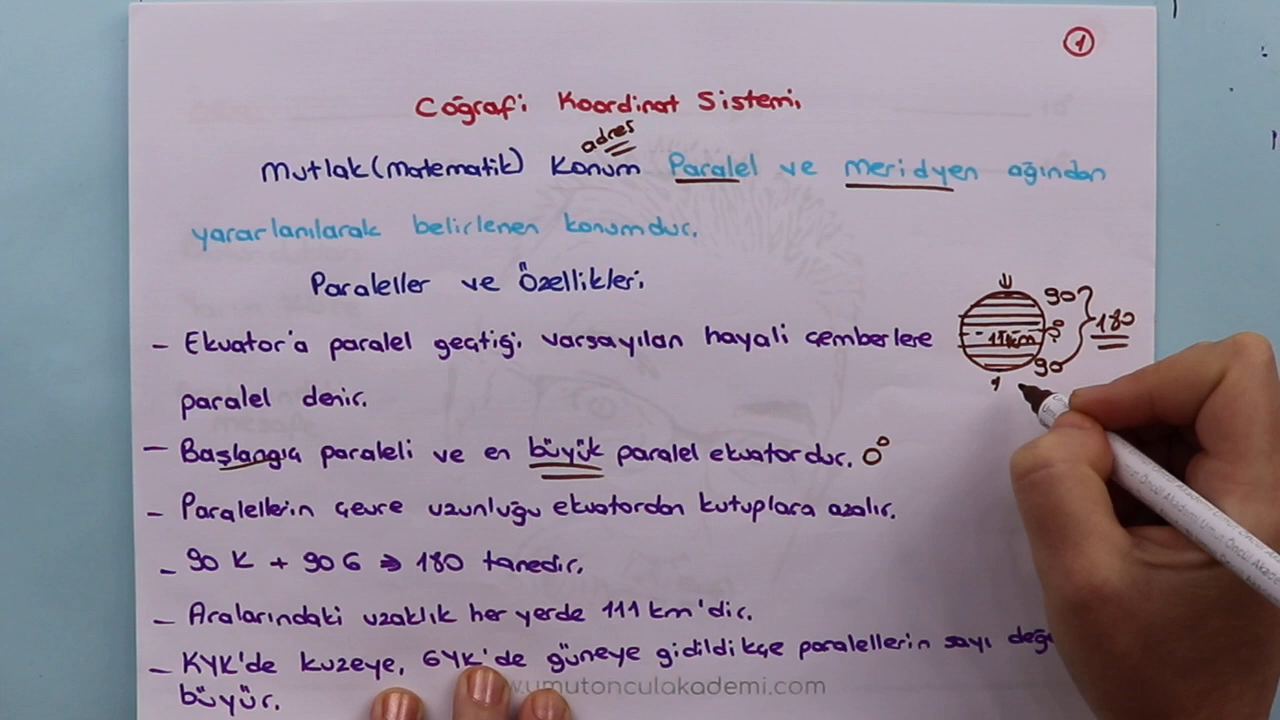 1
Coğrafi Koordinat Sistemi.
adres
Mutlak (Matematik) Konum Paralel ve meridyen ağından
yararlanılarak belirlenen konumdur.
Paraleller ve Özellikleri.
90
0°
111km
180
90
1
- Ekvator'a paralel geçtiği varsayılan hayali çemberlere
paralel denir.
- Başlangıç paraleli ve en büyük paralel ekvatordur. 0°
- Paralellerin çevre uzunluğu ekvatordan kutuplara azalır.
- 90 K + 90 G ⇒ 180 tanedir.
- Aralarındaki uzaklık her yerde 111 km'dir.
- KYK'de kuzeye, GYK'de güneye gidildikçe paralellerin sayı
büyür.
www.umutonculakademi.com